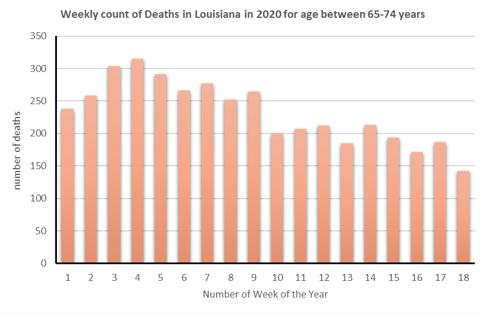 Weekly count of Deaths in Louisiana in 2020 for age between 65-74 years
350
300
250
200
150
100
50
0
number of deaths
1 2 3 4 5 6 7 8 9 10 11 12 13 14 15 16 17 18
Number of Week of the Year